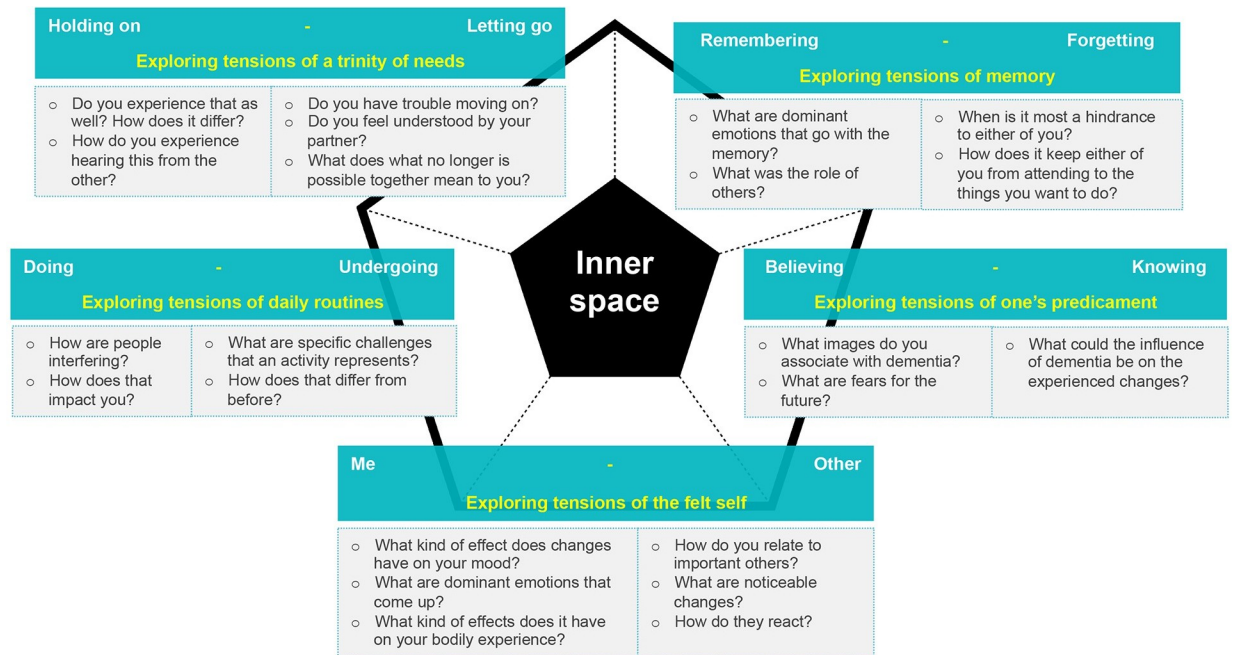 Holding on - Letting go
Exploring tensions of a trinity of needs
o Do you experience that as
well? How does it differ?
o How do you experience
hearing this from the
other?
o Do you have trouble moving on?
o Do you feel understood by your
partner?
o What does what no longer is
possible together mean to you?
Remembering - Forgetting
Exploring tensions of memory
o What are dominant
emotions that go with the
memory?
o What was the role of
others?
o When is it most a hindrance
to either of you?
o How does it keep either of
you from attending to the
things you want to do?
Inner
space
Doing - Undergoing
Exploring tensions of daily routines
o How are people
interfering?
o How does that
impact you?
o What are specific challenges
that an activity represents?
o How does that differ from
before?
Believing - Knowing
Exploring tensions of one's predicament
o What images do you
associate with dementia?
o What are fears for the
future?
o What could the influence
of dementia be on the
experienced changes?
Me - Other
Exploring tensions of the felt self
o What kind of effect does changes
have on your mood?
o What are dominant emotions that
come up?
o What kind of effects does it have
on your bodily experience?
o How do you relate to
important others?
o What are noticeable
changes?
o How do they react?